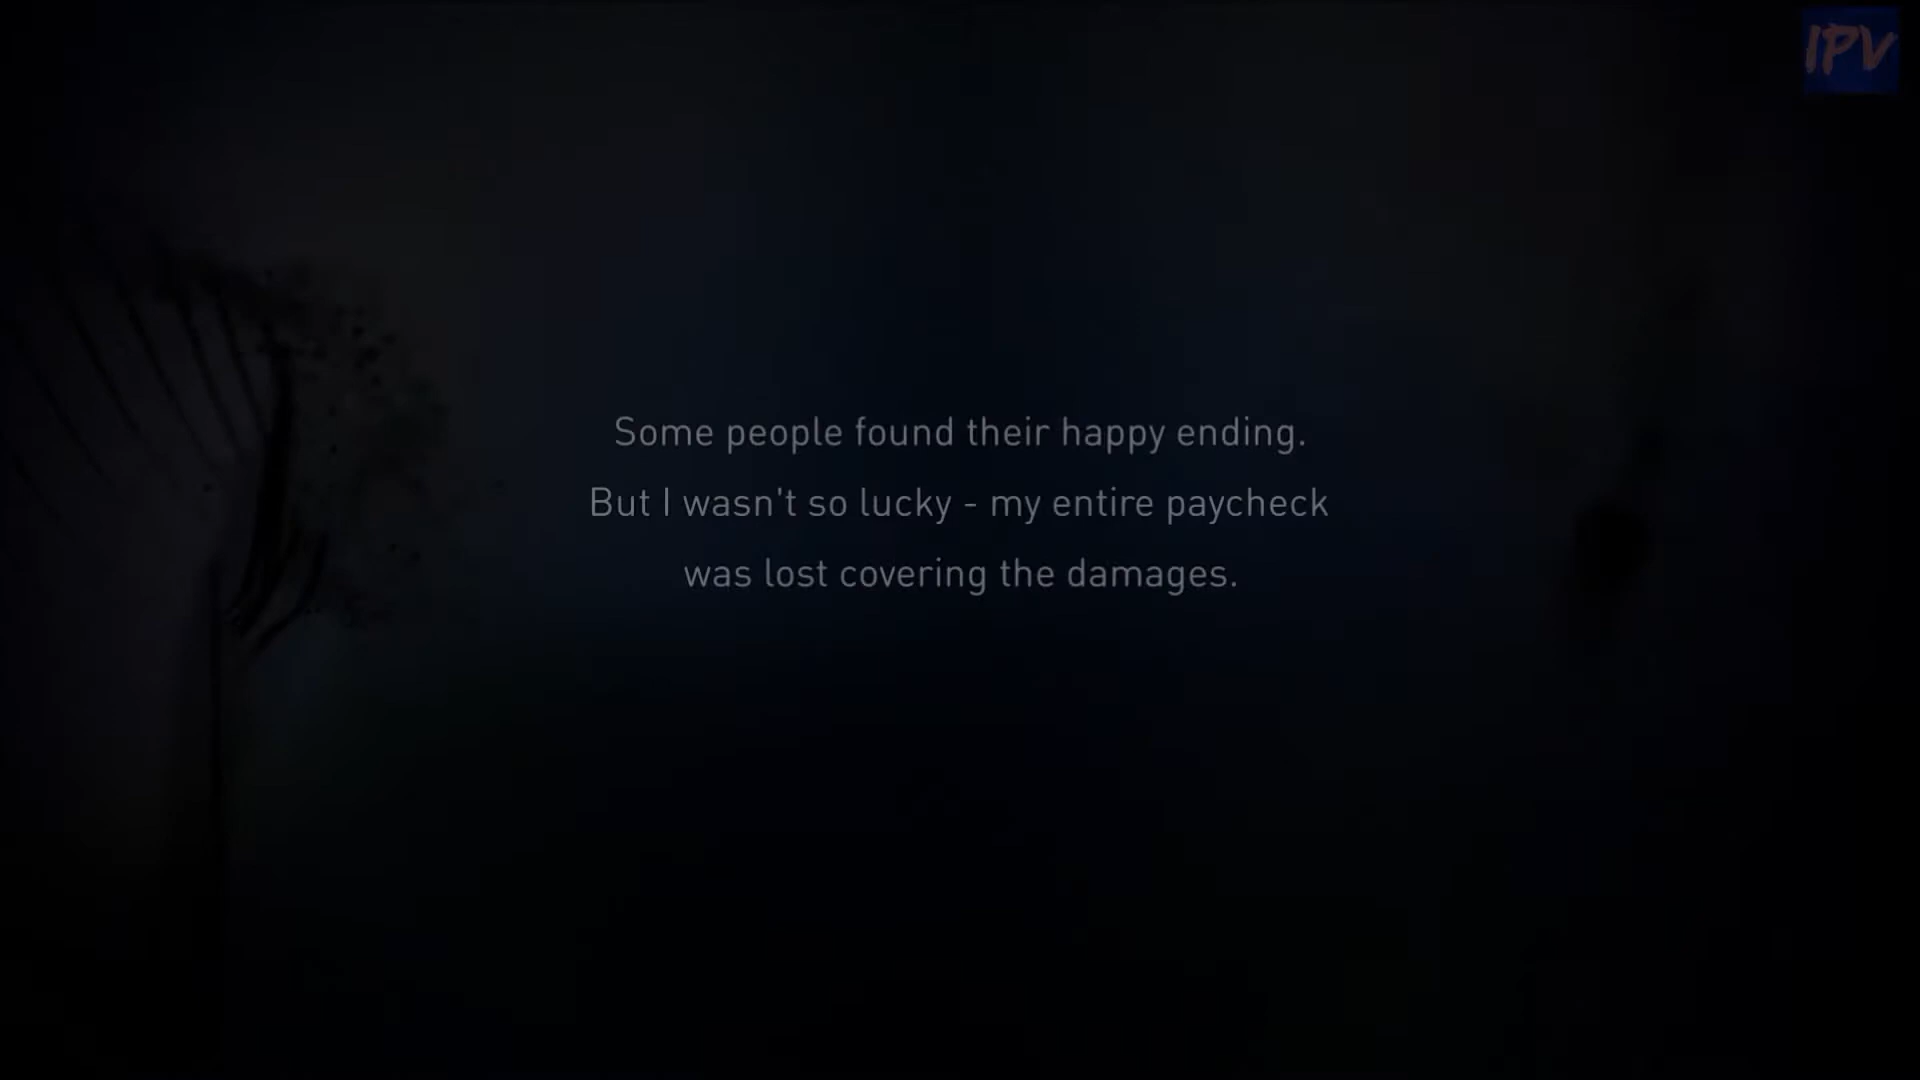 IPV
Some people found their happy ending.
But I wasn't so lucky - my entire paycheck
was lost covering the damages.